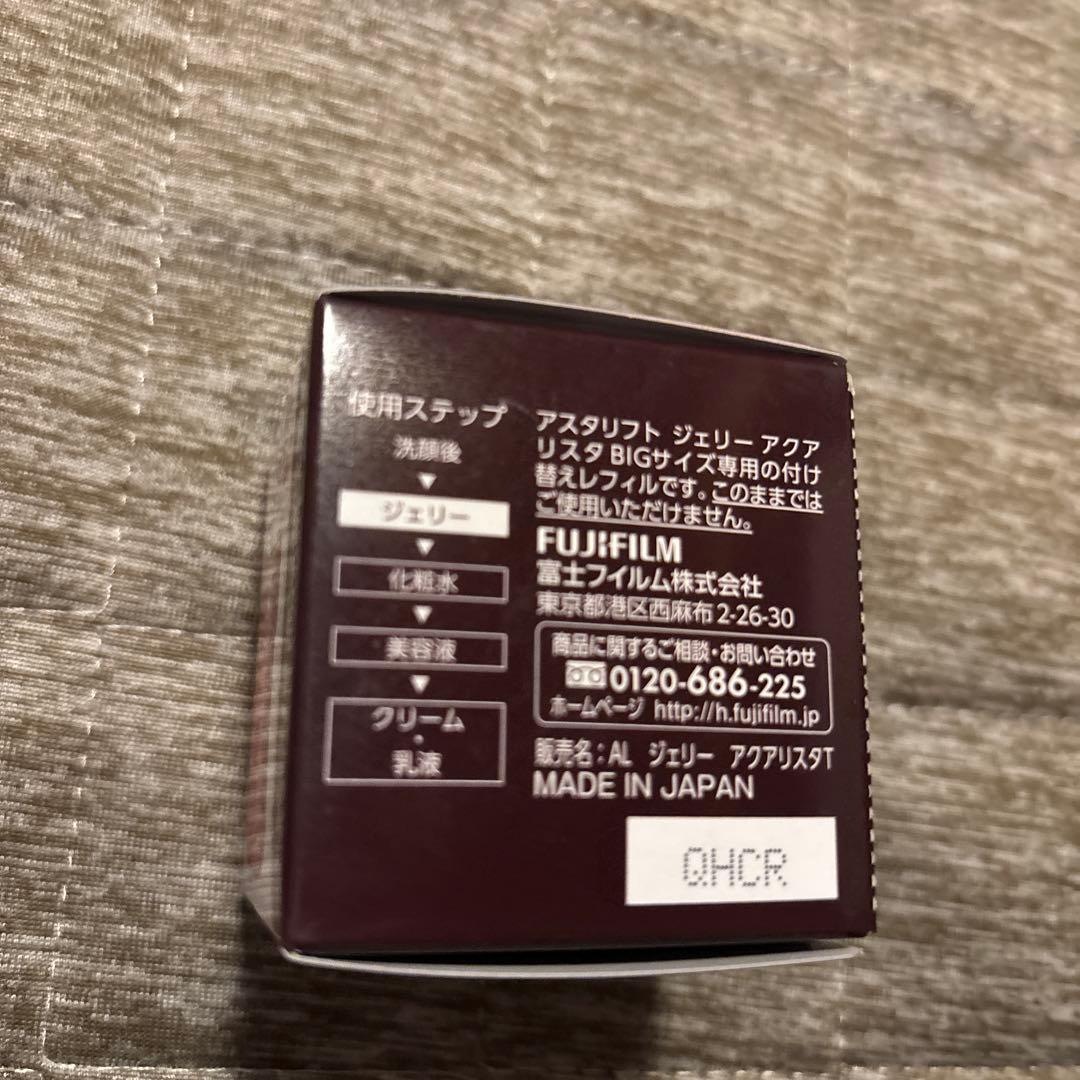 使用ステップ
洗顔後
▼
ジェリー
▼
化粧水
▼
美容液
▼
クリーム
・
乳液
アスタリフト ジェリー アクア
リスタ BIGサイズ専用の付け
替えレフィルです。このままでは
ご使用いただけません。
FUJIFILM
富士フイルム株式会社
東京都港区西麻布2-26-30
商品に関するご相談・お問い合わせ
0120-686-225
ホームページ http://h.fujifilm.jp
販売名：AL ジェリー アクアリスタT
MADE IN JAPAN
QHCR